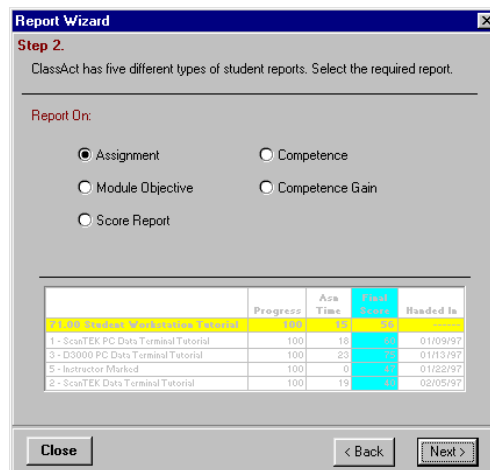 Report Wizard
Step 2.
ClassAct has five different types of student reports. Select the required report.
Report On:
Assignment Competence
Module Objective Competence Gain
Score Report
Progress Asn Time Final Score Handed In
71.00 Student Workstation Tutorial 100 15 56 ------
1 - ScanTEK PC Data Terminal Tutorial 100 18 60 01/09/97
3 - D3000 PC Data Terminal Tutorial 100 23 75 01/13/97
5 - Instructor Marked 100 0 01/22/97
2 - ScanTEK Data Terminal Tutorial 100 19 40 02/05/97
Close < Back Next >